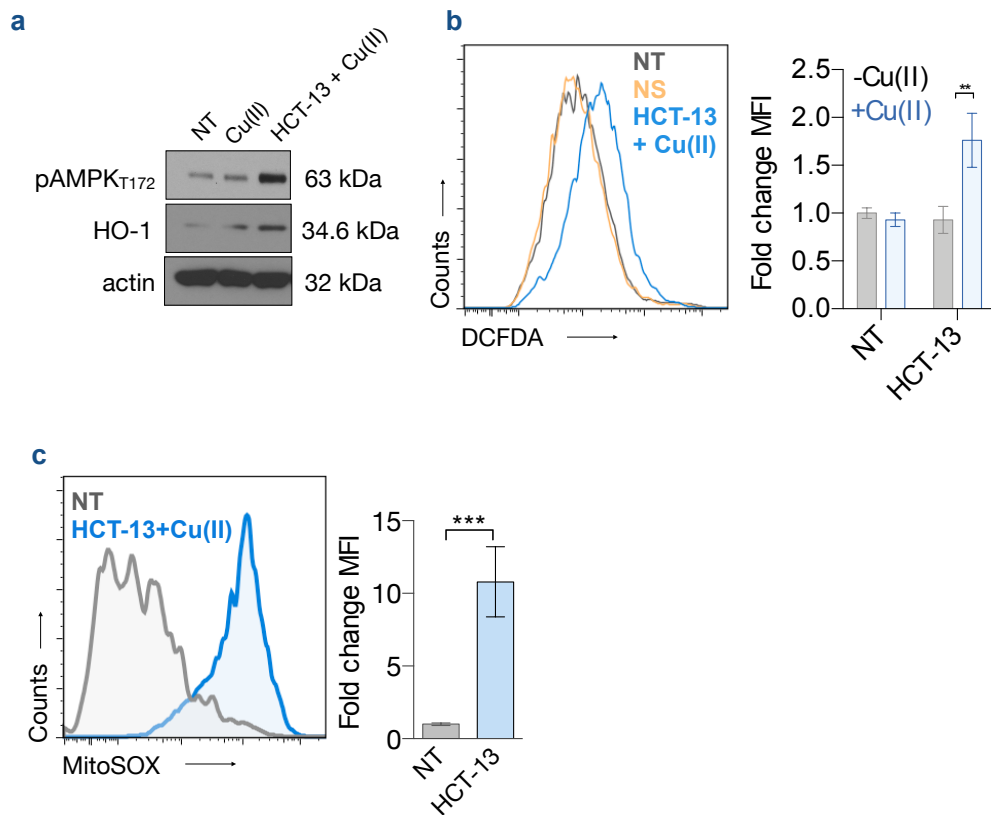 a
NT
Cu(II)
HCT-13 + Cu(II)
pAMPKT172
63 kDa
HO-1
34.6 kDa
actin
32 kDa
b
NT
NS
HCT-13
+ Cu(II)
Counts
DCFDA
Fold change MFI
2.5
2.0
1.5
1.0
0.5
0.0
-Cu(II)
+Cu(II)
**
NT
HCT-13
c
NT
HCT-13+Cu(II)
Counts
MitoSOX
Fold change MFI
15
10
5
0
***
NT
HCT-13